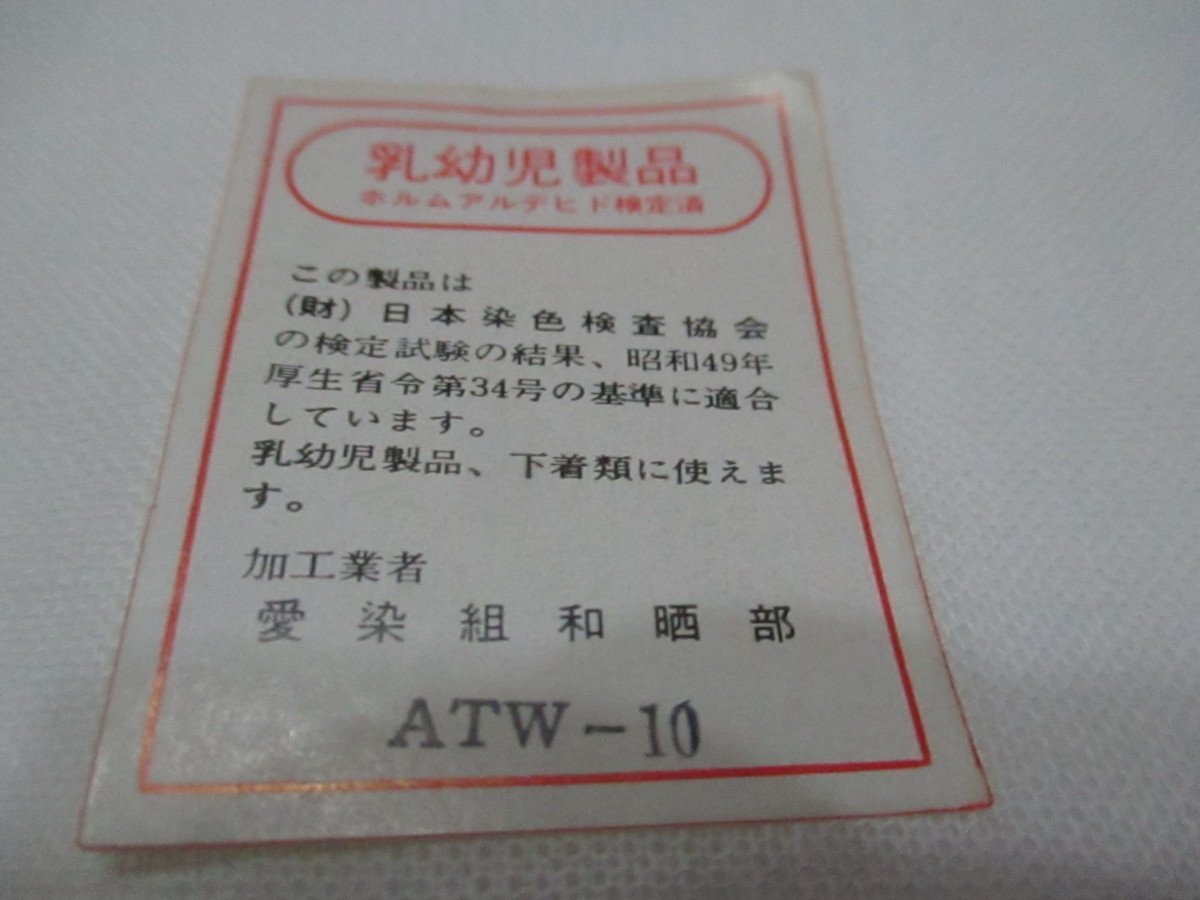 乳幼児製品
ホルムアルデヒド検定済
この製品は
(財)日本染色検査協会
の検定試験の結果、昭和49年
厚生省令第34号の基準に適合
しています。
乳幼児製品、下着類に使えま
す。
加工業者
愛染組和晒部
ATW-10